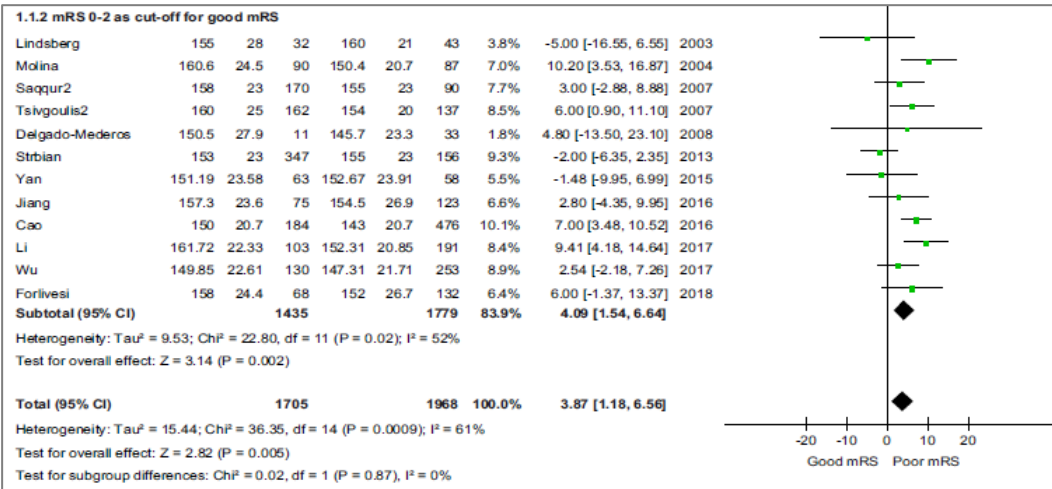 1.1.2 mRS 0-2 as cut-off for good mRS
Lindsberg 155 28 32 160 21 43 3.8% -5.00 [-16.55, 6.55] 2003
Molina 160.6 24.5 90 150.4 20.7 87 7.0% 10.20 [3.53, 16.87] 2004
Saqqur2 158 23 170 155 23 90 7.7% 3.00 [-2.88, 8.88] 2007
Tsivgoulis2 160 25 162 154 20 137 8.5% 6.00 [0.90, 11.10] 2007
Delgado-Mederos 150.5 27.9 11 145.7 23.3 33 1.8% 4.80 [-13.50, 23.10] 2008
Strbian 153 23 347 155 23 156 9.3% -2.00 [-6.35, 2.35] 2013
Yan 151.19 23.58 63 152.67 23.91 58 5.5% -1.48 [-9.95, 6.99] 2015
Jiang 157.3 23.6 75 154.5 26.9 123 6.6% 2.80 [-4.35, 9.95] 2016
Cao 150 20.7 184 143 20.7 476 10.1% 7.00 [3.48, 10.52] 2016
Li 161.72 22.33 103 152.31 20.85 191 8.4% 9.41 [4.18, 14.64] 2017
Wu 149.85 22.61 130 147.31 21.71 253 8.9% 2.54 [-2.18, 7.26] 2017
Forlivesi 158 24.4 68 152 26.7 132 6.4% 6.00 [-1.37, 13.37] 2018
Subtotal (95% CI) 1435 1779 83.9% 4.09 [1.54, 6.64]
Heterogeneity: Tau² = 9.53; Chi² = 22.80, df = 11 (P = 0.02); I² = 52%
Test for overall effect: Z = 3.14 (P = 0.002)
Total (95% CI) 1705 1968 100.0% 3.87 [1.18, 6.56]
Heterogeneity: Tau² = 15.44; Chi² = 36.35, df = 14 (P = 0.0009); I² = 61%
Test for overall effect: Z = 2.82 (P = 0.005)
Test for subgroup differences: Chi² = 0.02, df = 1 (P = 0.87), I² = 0%
-20 -10 0 10 20
Good mRS Poor mRS